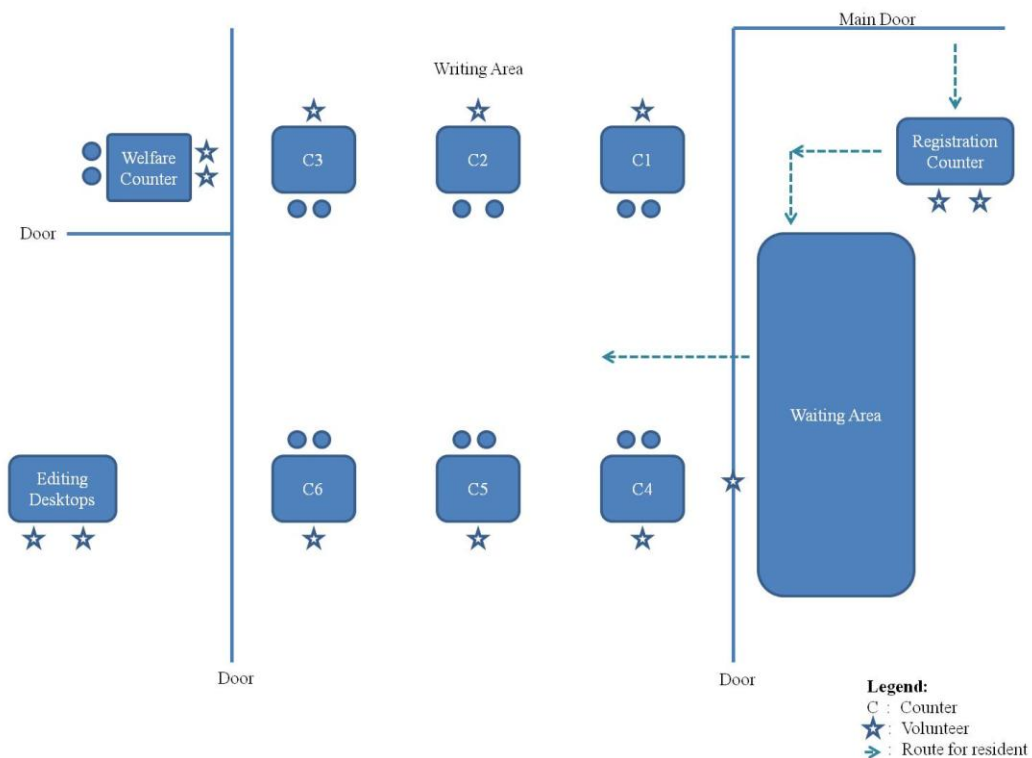 Main Door
Writing Area
Welfare
Counter
C3
C2
C1
Registration
Counter
Door
Waiting Area
Editing
Desktops
C6
C5
C4
Door
Door
Legend:
C : Counter
: Volunteer
: Route for resident